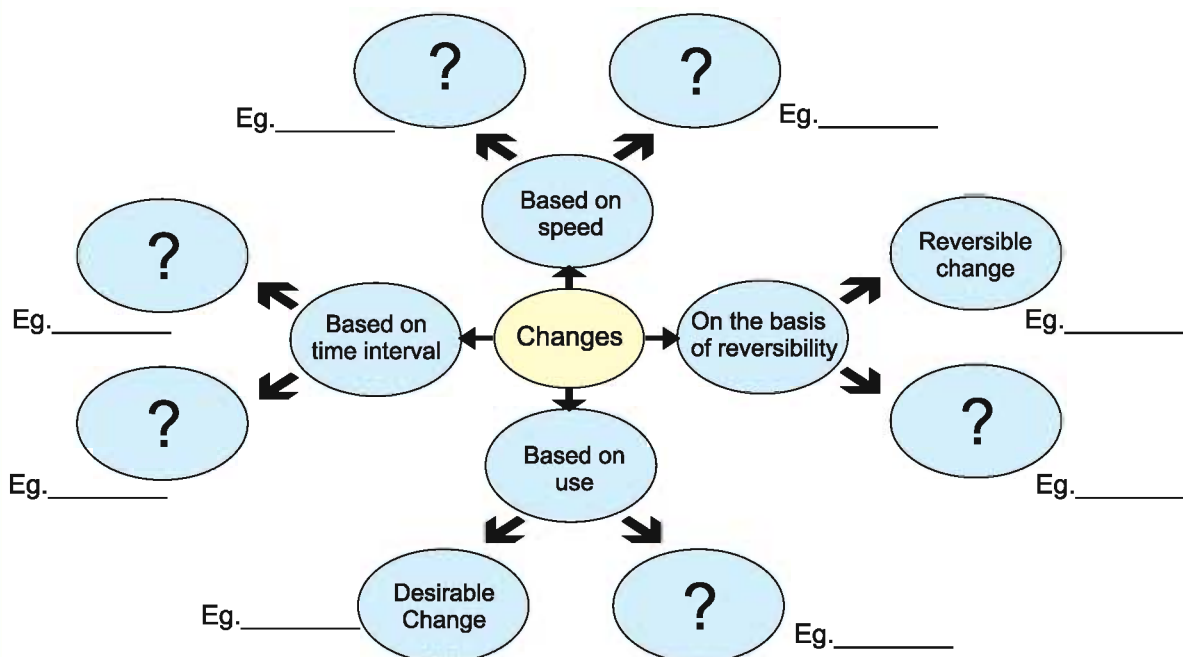 ?
?
Eg.________
Eg.________
Based on
speed
?
Reversible
change
Eg.________
Based on
time interval
Changes
On the basis
of reversibility
Eg.________
?
?
Eg.________
Based on
use
Eg.________
Desirable
Change
?
Eg.________
Eg.________